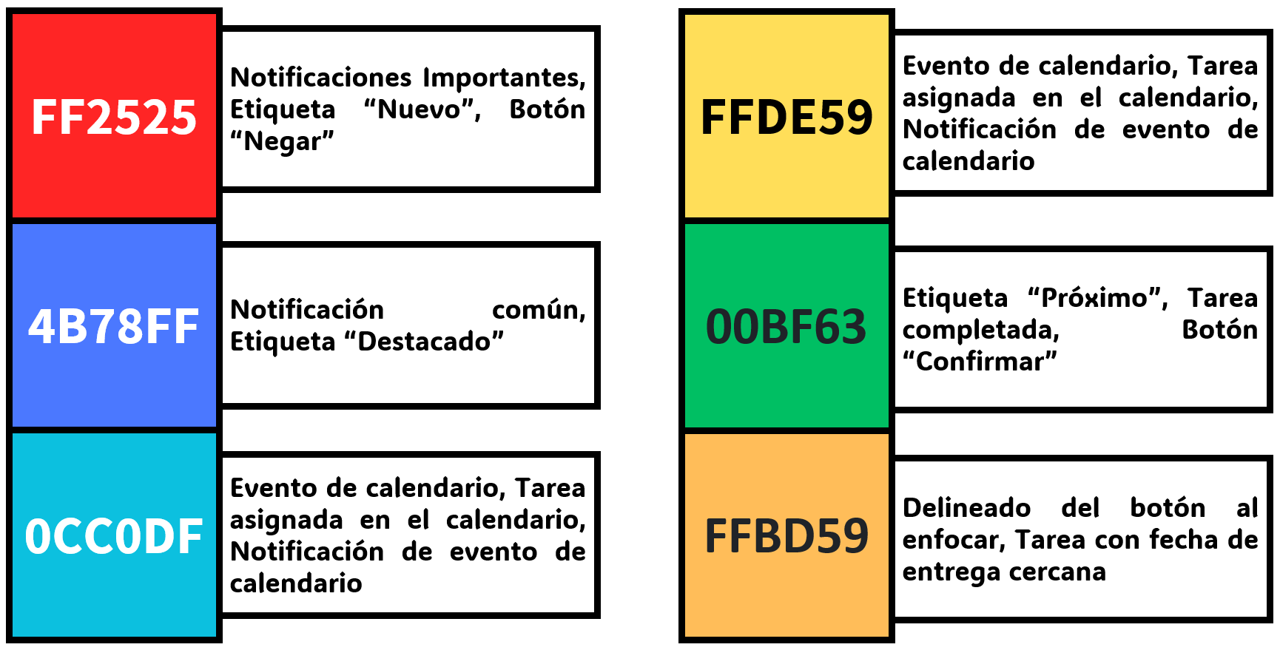 FF2525
Notificaciones Importantes,
Etiqueta “Nuevo”, Botón
“Negar”
4B78FF
Notificación común,
Etiqueta “Destacado”
0CC0DF
Evento de calendario, Tarea
asignada en el calendario,
Notificación de evento de
calendario
FFDE59
Evento de calendario, Tarea
asignada en el calendario,
Notificación de evento de
calendario
00BF63
Etiqueta “Próximo”, Tarea
completada, Botón
“Confirmar”
FFBD59
Delineado del botón al
enfocar, Tarea con fecha de
entrega cercana